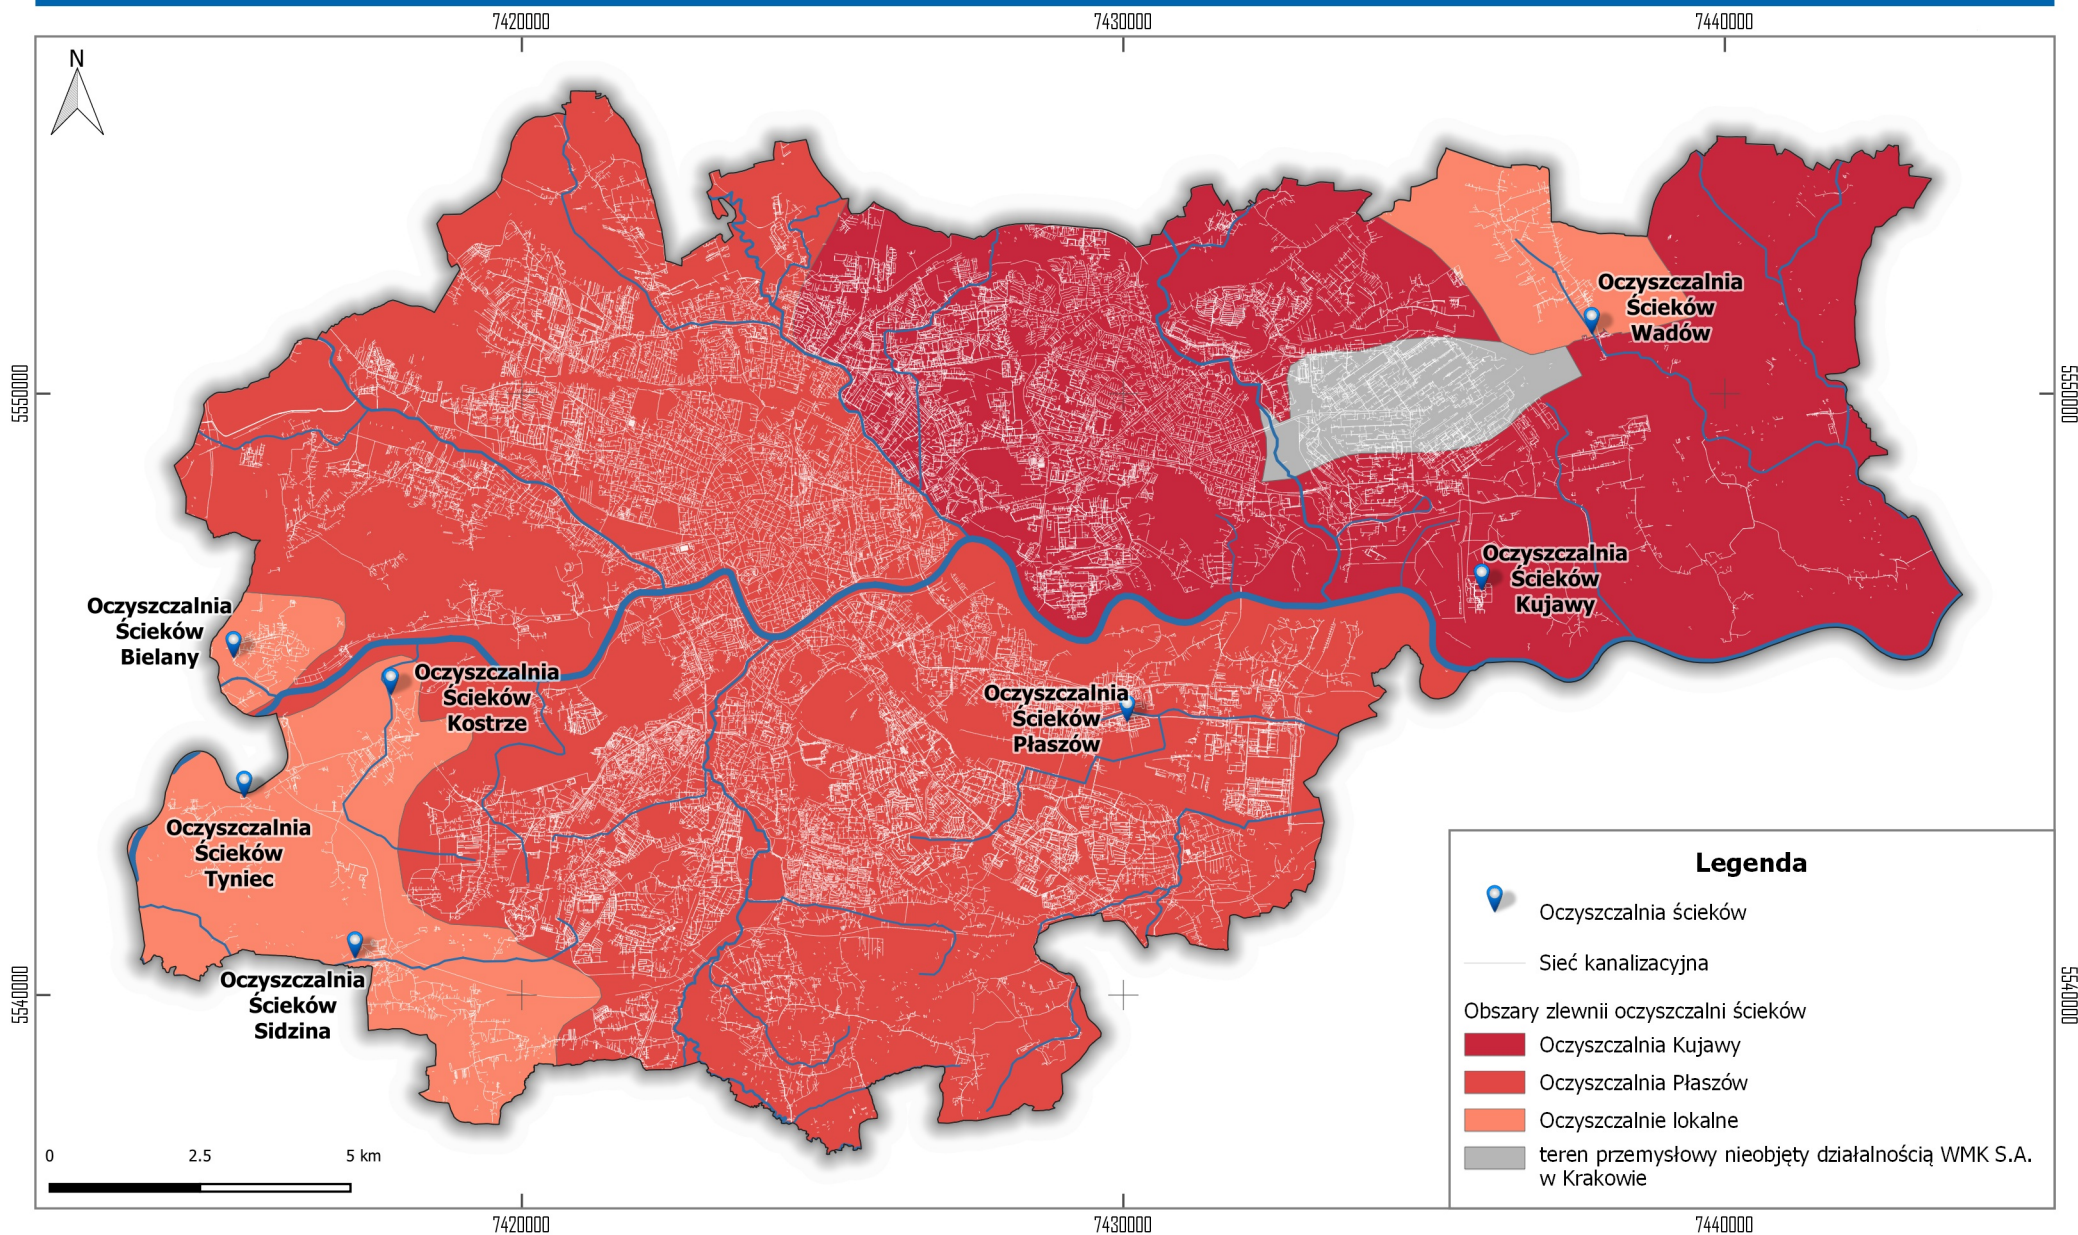 7420000
7430000
7440000
N
5550000
5550000
Oczyszczalnia
Ścieków
Wadów
Oczyszczalnia
Ścieków
Kujawy
Oczyszczalnia
Ścieków
Bielany
Oczyszczalnia
Ścieków
Kostrze
Oczyszczalnia
Ścieków
Płaszów
Oczyszczalnia
Ścieków
Tyniec
Oczyszczalnia
Ścieków
Sidzina
5540000
5540000
0 2.5 5 km
Legenda
Oczyszczalnia ścieków
Sieć kanalizacyjna
Obszary zlewnii oczyszczalni ścieków
Oczyszczalnia Kujawy
Oczyszczalnia Płaszów
Oczyszczalnie lokalne
teren przemysłowy nieobjęty działalnością WMK S.A.
w Krakowie
7420000
7430000
7440000